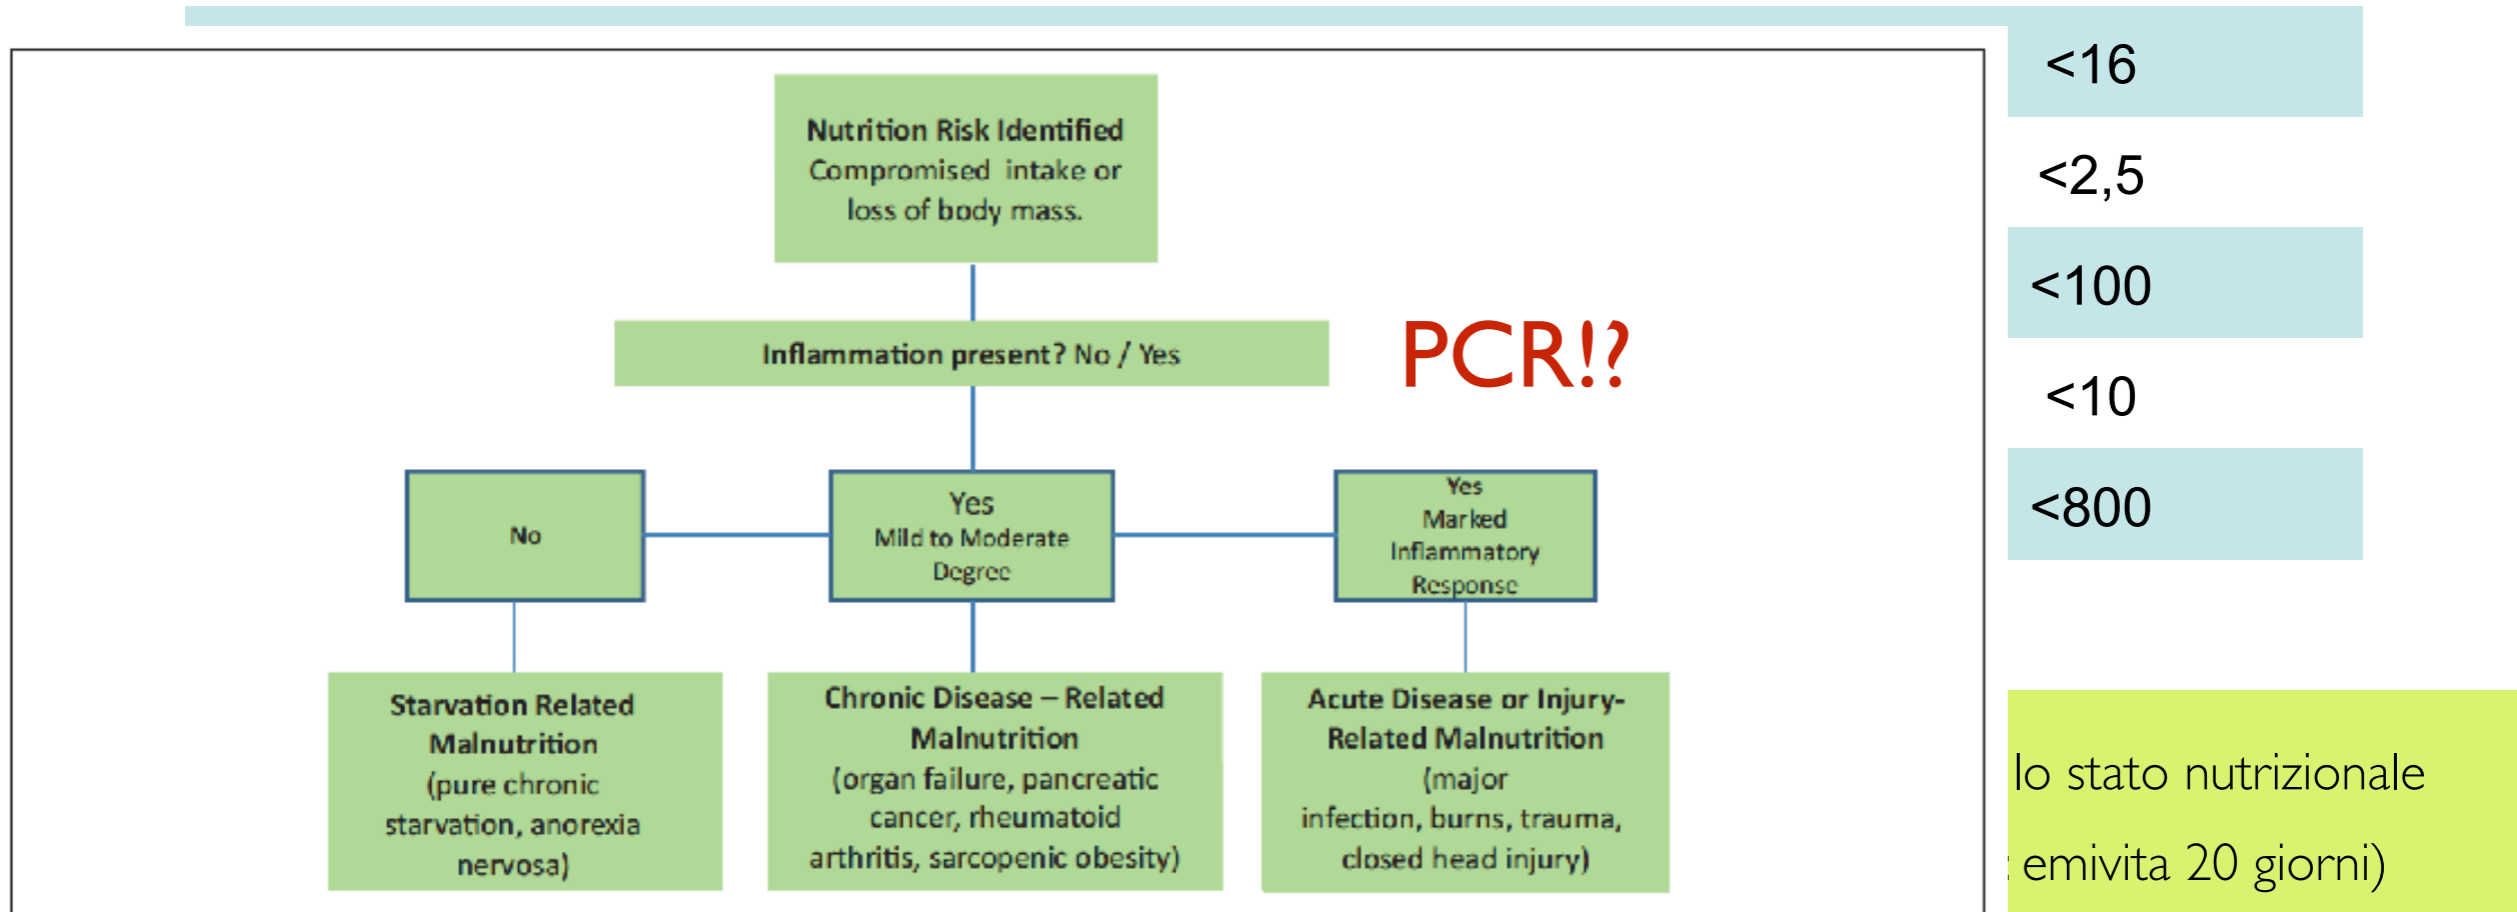 Nutrition Risk Identified
Compromised intake or
loss of body mass.
Inflammation present? No / Yes
PCR!?
No
Yes
Mild to Moderate
Degree
Yes
Marked
Inflammatory
Response
Starvation Related
Malnutrition
(pure chronic
starvation, anorexia
nervosa)
Chronic Disease – Related
Malnutrition
(organ failure, pancreatic
cancer, rheumatoid
arthritis, sarcopenic obesity)
Acute Disease or Injury-
Related Malnutrition
(major
infection, burns, trauma,
closed head injury)
<16
<2,5
<100
<10
<800
lo stato nutrizionale
: emivita 20 giorni)